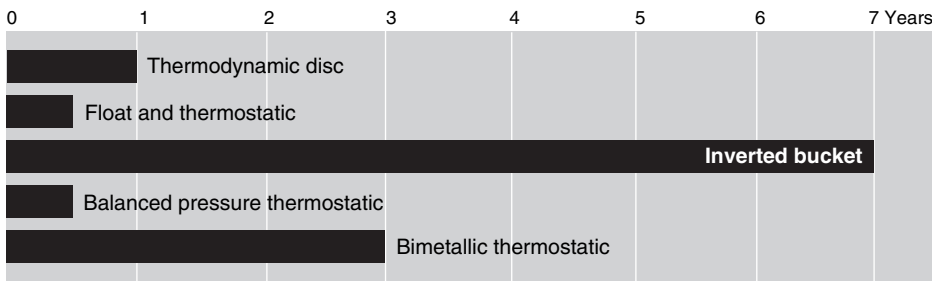 0 1 2 3 4 5 6 7 Years
Thermodynamic disc
Float and thermostatic
Inverted bucket
Balanced pressure thermostatic
Bimetallic thermostatic